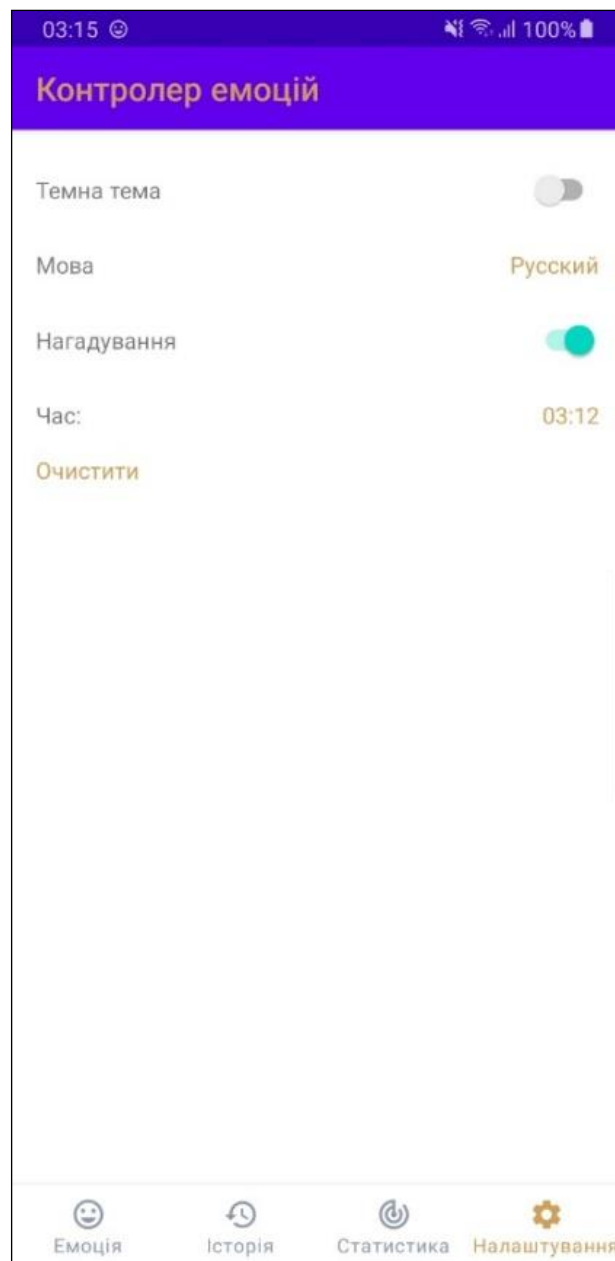 03:15 100%
Контролер емоцій
Темна тема
Мова Русский
Нагадування
Час: 03:12
Очистити
Емоція Історія Статистика Налаштування